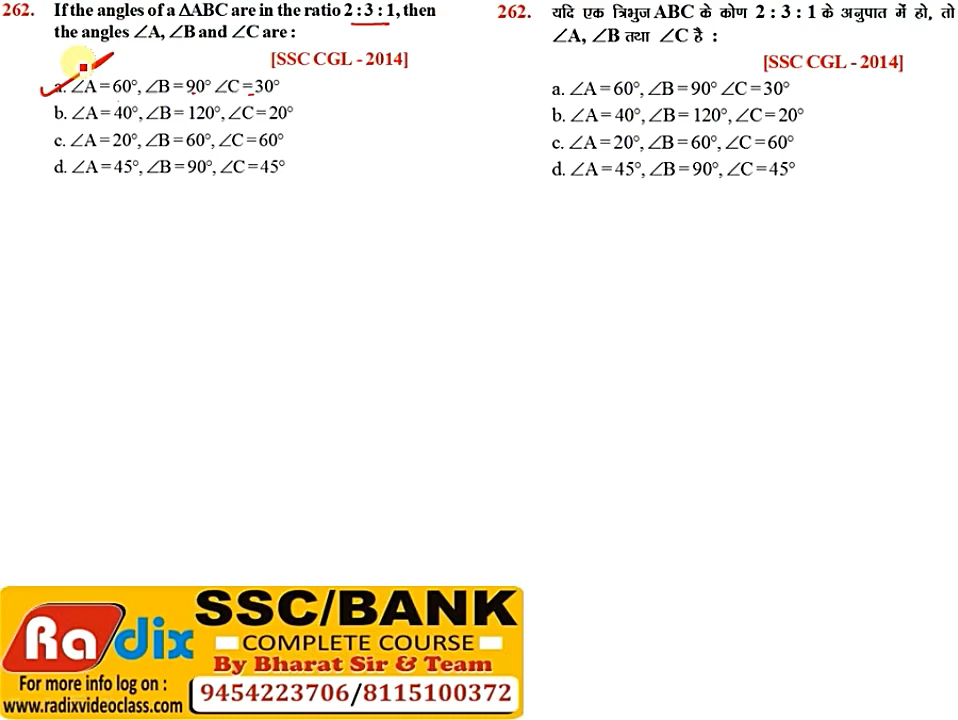 262. If the angles of a ΔABC are in the ratio 2 : 3 : 1, then
the angles ∠A, ∠B and ∠C are :
[SSC CGL - 2014]
a. ∠A = 60°, ∠B = 90° ∠C = 30°
b. ∠A = 40°, ∠B = 120°, ∠C = 20°
c. ∠A = 20°, ∠B = 60°, ∠C = 60°
d. ∠A = 45°, ∠B = 90°, ∠C = 45°
262. यदि एक त्रिभुज ABC के कोण 2 : 3 : 1 के अनुपात में हो, तो
∠A, ∠B तथा ∠C है :
[SSC CGL - 2014]
a. ∠A = 60°, ∠B = 90° ∠C = 30°
b. ∠A = 40°, ∠B = 120°, ∠C = 20°
c. ∠A = 20°, ∠B = 60°, ∠C = 60°
d. ∠A = 45°, ∠B = 90°, ∠C = 45°
Radix
For more info log on :
www.radixvideoclass.com
SSC/BANK
COMPLETE COURSE
By Bharat Sir & Team
9454223706/8115100372